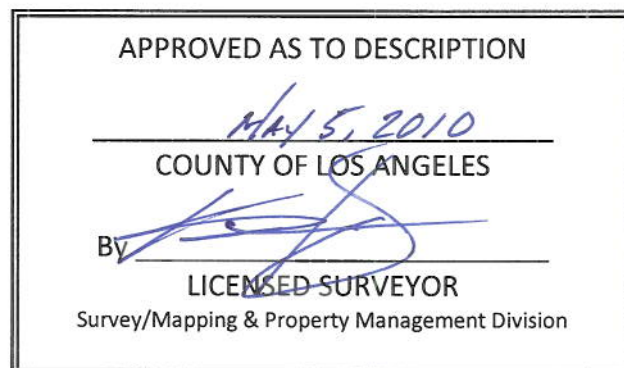 APPROVED AS TO DESCRIPTION
May 5, 2010
COUNTY OF LOS ANGELES
By
LICENSED SURVEYOR
Survey/Mapping & Property Management Division